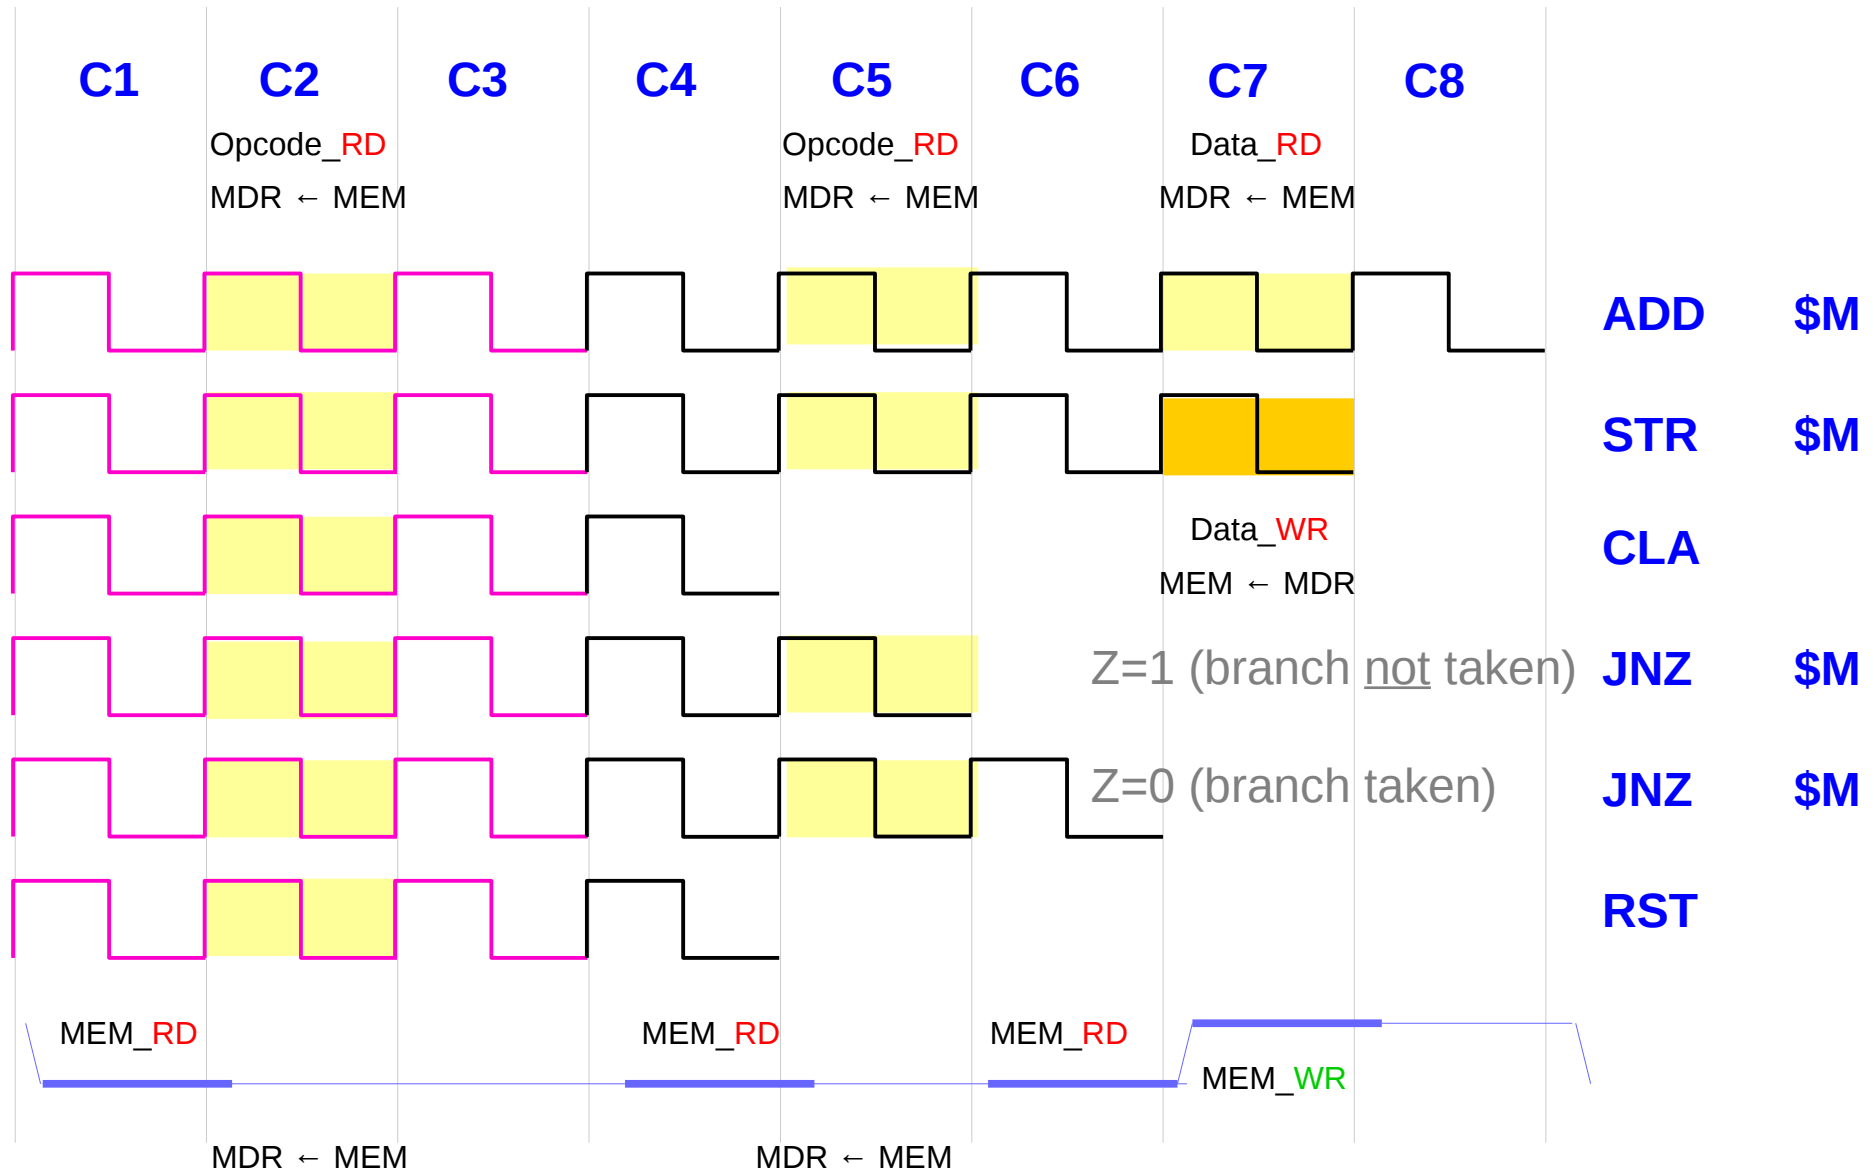 C1 C2 C3 C4 C5 C6 C7 C8
Opcode_RD Opcode_RD Data_RD
MDR ← MEM MDR ← MEM MDR ← MEM
ADD $M
STR $M
Data_WR
CLA
MEM ← MDR
Z=1 (branch not taken) JNZ $M
Z=0 (branch taken) JNZ $M
RST
MEM_RD MEM_RD MEM_RD
MEM_WR
MDR ← MEM MDR ← MEM